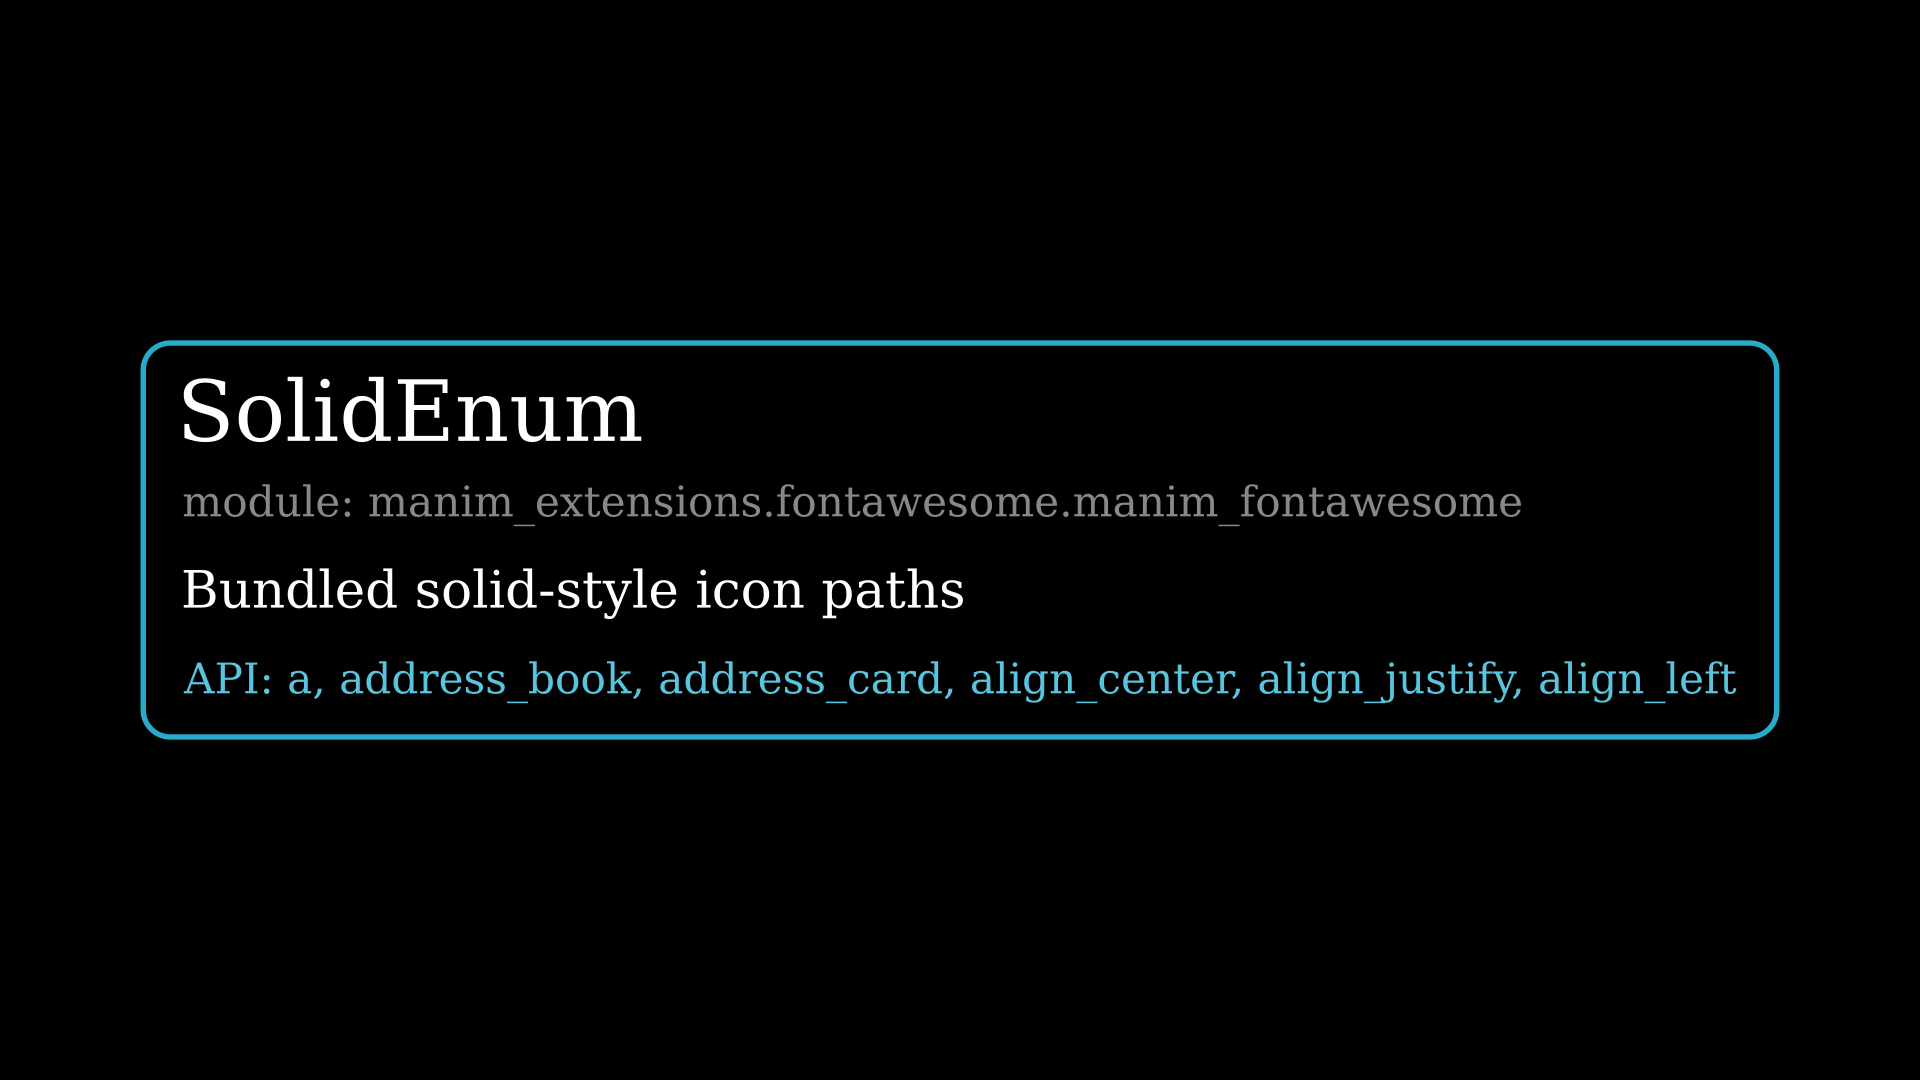 SolidEnum
module: manim_extensions.fontawesome.manim_fontawesome
Bundled solid-style icon paths
API: a, address_book, address_card, align_center, align_justify, align_left